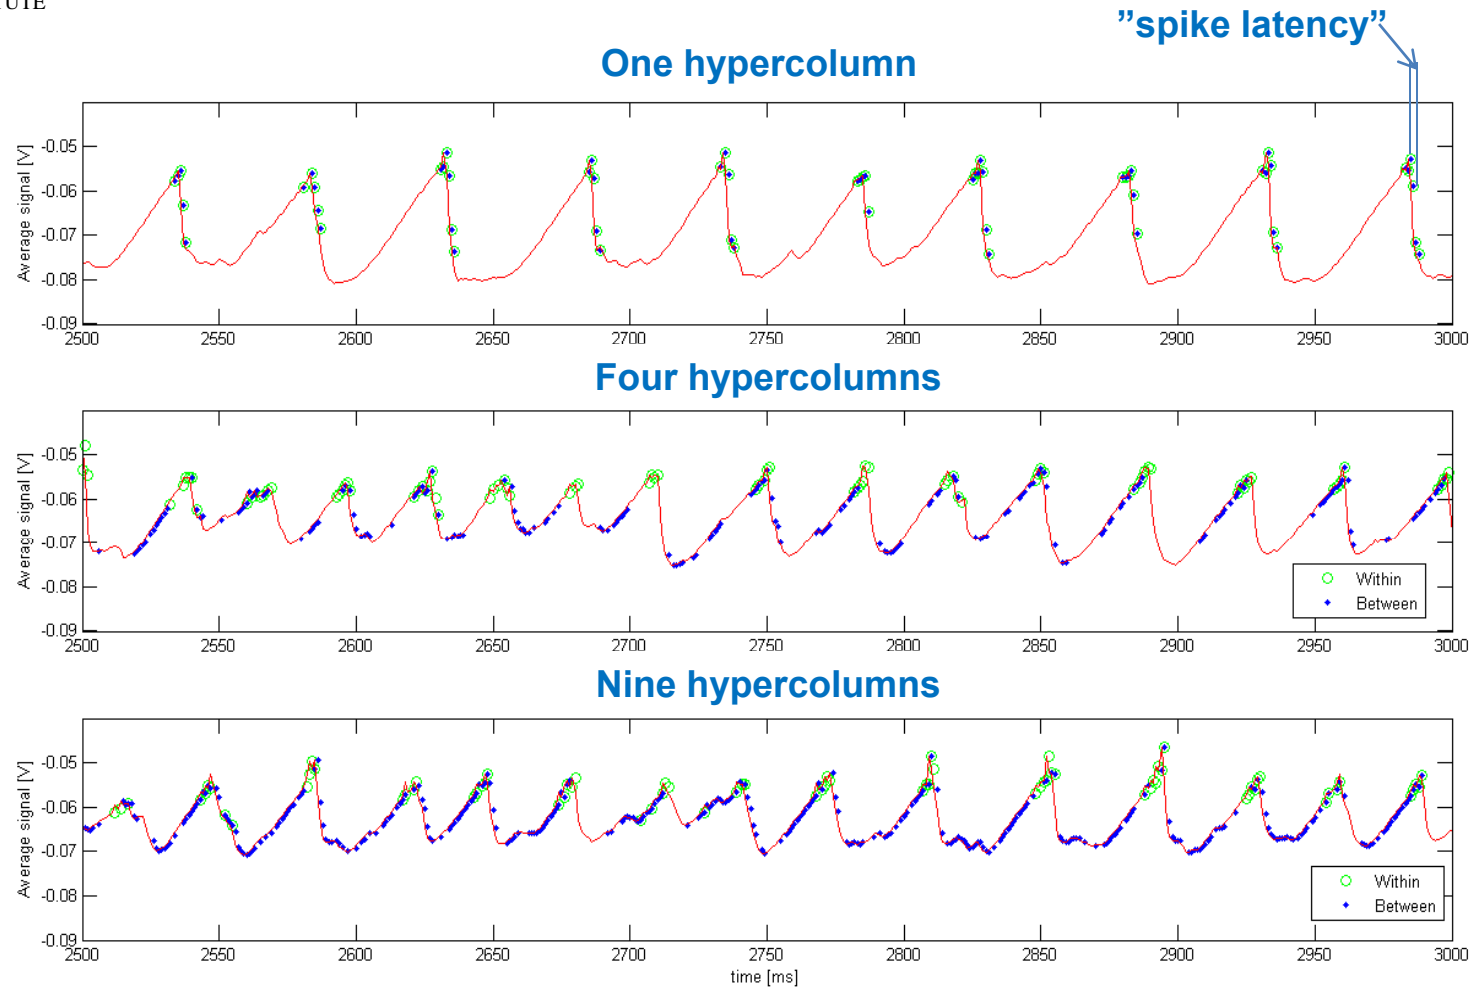 ”spike latency”
One hypercolumn
Average signal [V]
-0.05
-0.06
-0.07
-0.08
-0.09
2500 2550 2600 2650 2700 2750 2800 2850 2900 2950 3000
Four hypercolumns
Average signal [V]
-0.05
-0.06
-0.07
-0.08
-0.09
Within
Between
2500 2550 2600 2650 2700 2750 2800 2850 2900 2950 3000
Nine hypercolumns
Average signal [V]
-0.05
-0.06
-0.07
-0.08
-0.09
Within
Between
2500 2550 2600 2650 2700 2750 2800 2850 2900 2950 3000
time [ms]